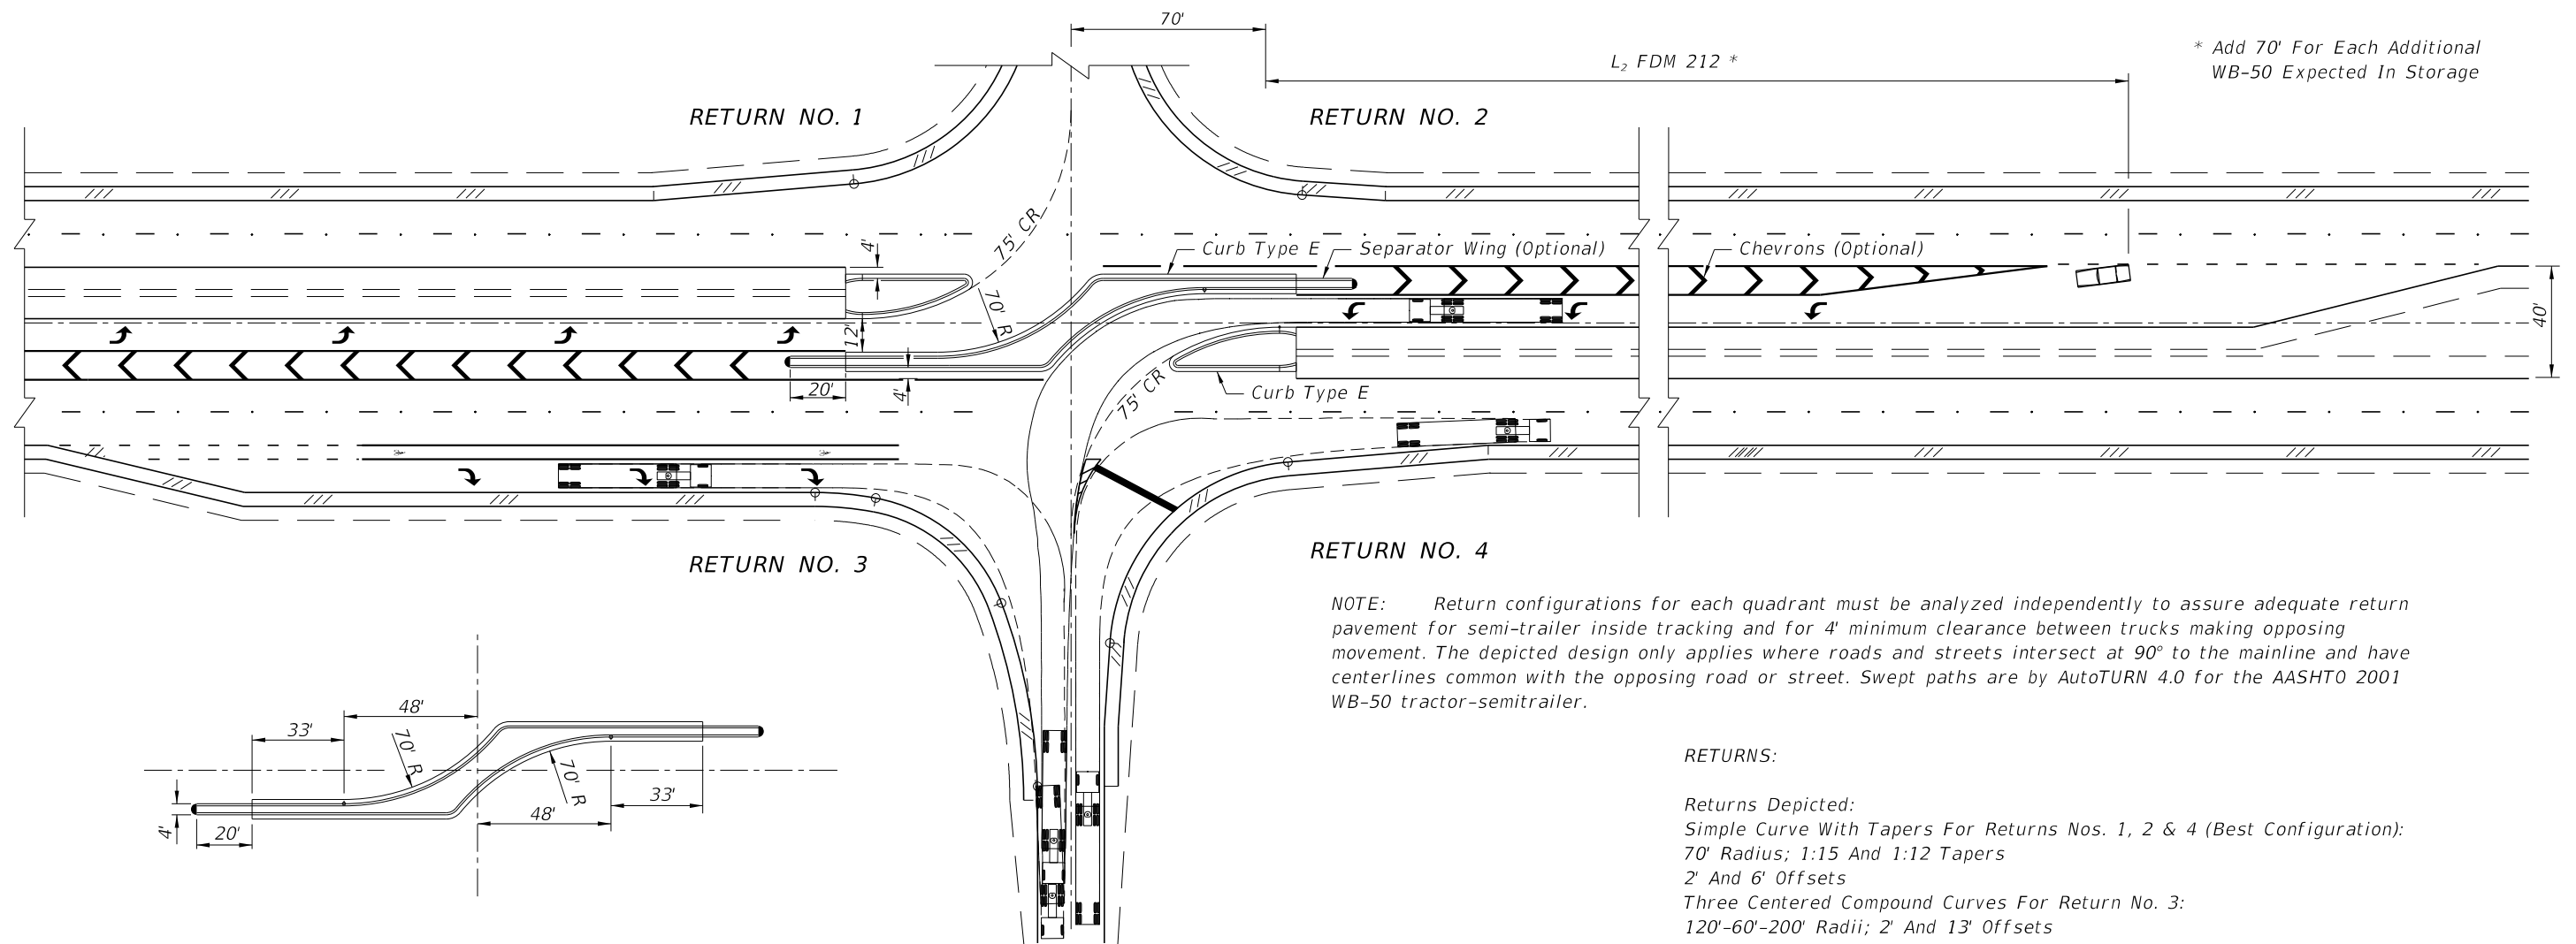 70'
L2 FDM 212 *
* Add 70' For Each Additional
WB-50 Expected In Storage
RETURN NO. 1
RETURN NO. 2
75' CR
4'
Curb Type E
Separator Wing (Optional)
Chevrons (Optional)
70' R
12'
40'
20'
4'
75' CR
Curb Type E
RETURN NO. 3
RETURN NO. 4
NOTE: Return configurations for each quadrant must be analyzed independently to assure adequate return
pavement for semi-trailer inside tracking and for 4' minimum clearance between trucks making opposing
movement. The depicted design only applies where roads and streets intersect at 90° to the mainline and have
centerlines common with the opposing road or street. Swept paths are by AutoTURN 4.0 for the AASHTO 2001
WB-50 tractor-semitrailer.
48'
33'
70' R
70' R
33'
48'
4'
20'
RETURNS:
Returns Depicted:
Simple Curve With Tapers For Returns Nos. 1, 2 & 4 (Best Configuration):
70' Radius; 1:15 And 1:12 Tapers
2' And 6' Offsets
Three Centered Compound Curves For Return No. 3:
120'-60'-200' Radii; 2' And 13' Offsets